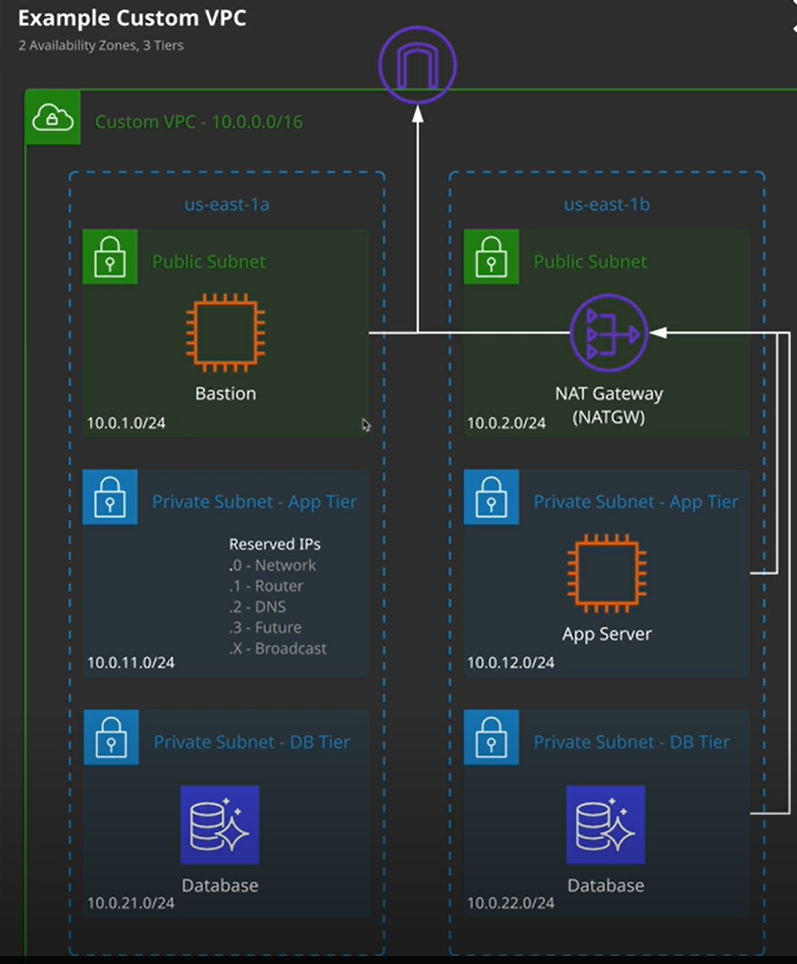 Example Custom VPC
2 Availability Zones, 3 Tiers
Custom VPC - 10.0.0.0/16
us-east-1a
Public Subnet
Bastion
10.0.1.0/24
Private Subnet - App Tier
Reserved IPs
.0 - Network
.1 - Router
.2 - DNS
.3 - Future
.X - Broadcast
10.0.11.0/24
Private Subnet - DB Tier
Database
10.0.21.0/24
us-east-1b
Public Subnet
NAT Gateway
(NATGW)
10.0.2.0/24
Private Subnet - App Tier
App Server
10.0.12.0/24
Private Subnet - DB Tier
Database
10.0.22.0/24